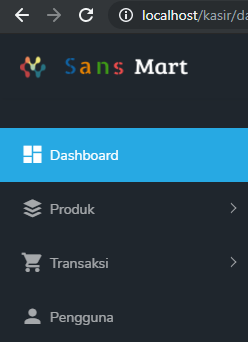 localhost/kasir/da
Sans Mart
Dashboard
Produk
Transaksi
Pengguna